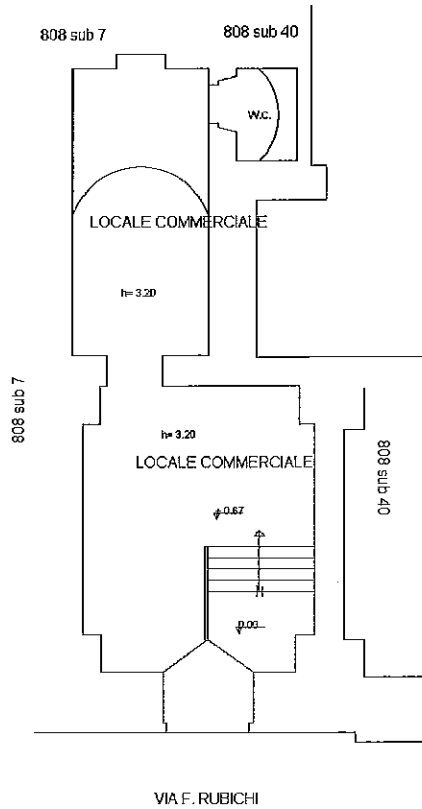 808 sub 7
808 sub 40
W.c.
LOCALE COMMERCIALE
h= 3.20
808 sub 7
h= 3.20
LOCALE COMMERCIALE
808 sub 40
0.67
0.00
VIA F. RUBICHI